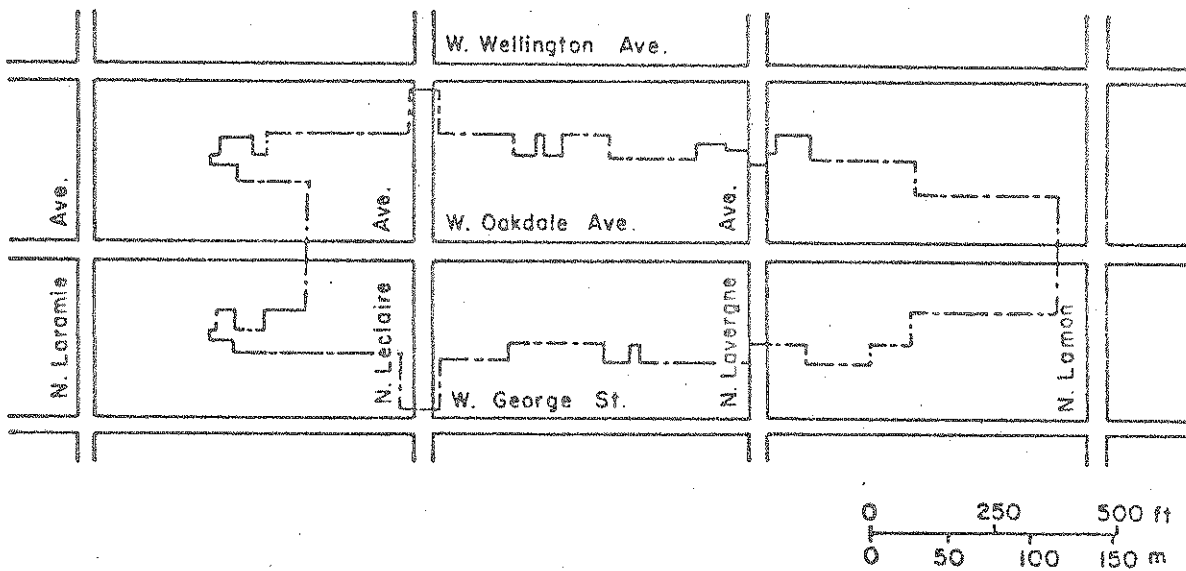 W. Wellington Ave.
N. Laramie Ave.
N. Leclaire Ave.
W. Oakdale Ave.
N. Lavergne Ave.
N. Lamon
W. George St.
0 250 500 ft
0 50 100 150 m